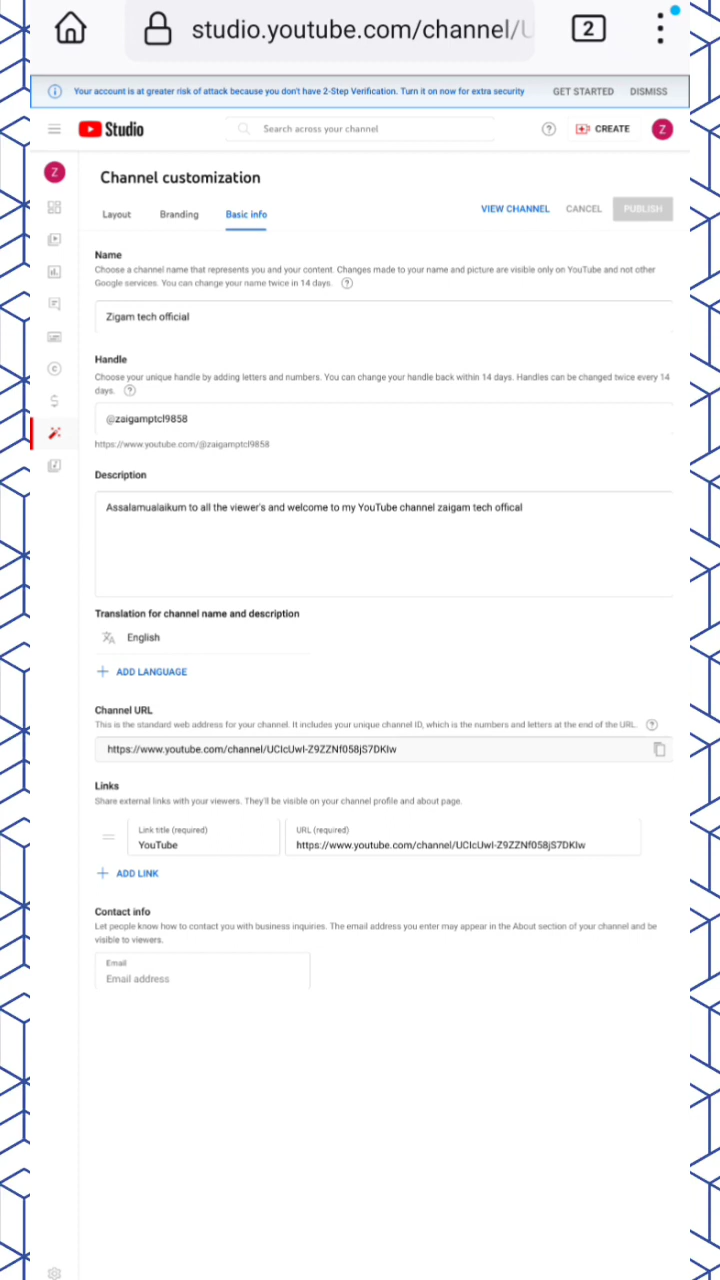 studio.youtube.com/channel/U
2
Your account is at greater risk of attack because you don't have 2-Step Verification. Turn it on now for extra security
GET STARTED
DISMISS
Studio
Search across your channel
CREATE
Z
Z
Channel customization
Layout
Branding
Basic info
VIEW CHANNEL
CANCEL
PUBLISH
Name
Choose a channel name that represents you and your content. Changes made to your name and picture are visible only on YouTube and not other
Google services. You can change your name twice in 14 days.
Zigam tech official
Handle
Choose your unique handle by adding letters and numbers. You can change your handle back within 14 days. Handles can be changed twice every 14
days.
@zaigamptcl9858
https://www.youtube.com/@zaigamptcl9858
Description
Assalamualaikum to all the viewer's and welcome to my YouTube channel zaigam tech offical
Translation for channel name and description
English
ADD LANGUAGE
Channel URL
This is the standard web address for your channel. It includes your unique channel ID, which is the numbers and letters at the end of the URL.
https://www.youtube.com/channel/UCIcUwI-Z9ZZNf058jS7DKIw
Links
Share external links with your viewers. They'll be visible on your channel profile and about page.
Link title (required)
URL (required)
YouTube
https://www.youtube.com/channel/UCIcUwI-Z9ZZNf058jS7DKIw
ADD LINK
Contact info
Let people know how to contact you with business inquiries. The email address you enter may appear in the About section of your channel and be
visible to viewers.
Email
Email address